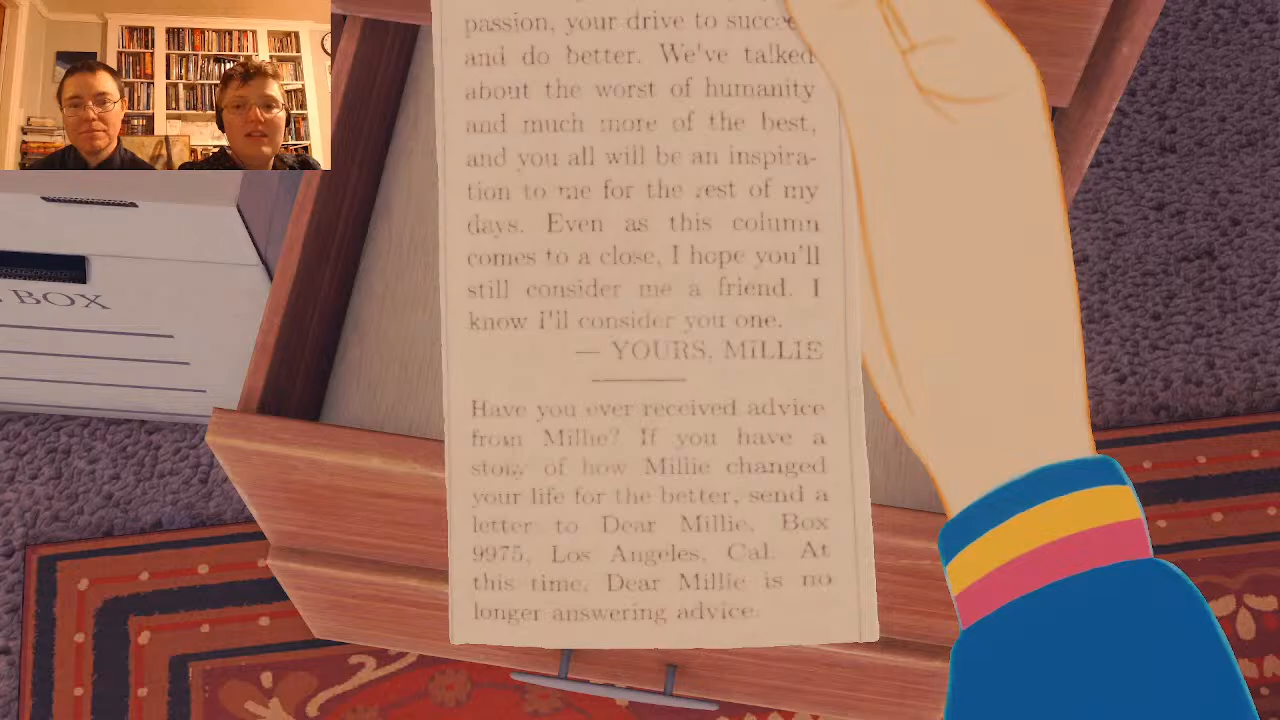 passion, your drive to succee
and do better. We've talked
about the worst of humanity
and much more of the best,
and you all will be an inspira-
tion to me for the rest of my
days. Even as this column
comes to a close, I hope you'll
still consider me a friend. I
know I'll consider you one.
— YOURS, MILLIE
Have you ever received advice
from Millie? If you have a
story of how Millie changed
your life for the better, send a
letter to Dear Millie, Box
9975, Los Angeles, Cal. At
this time, Dear Millie is no
longer answering advice.
BOX